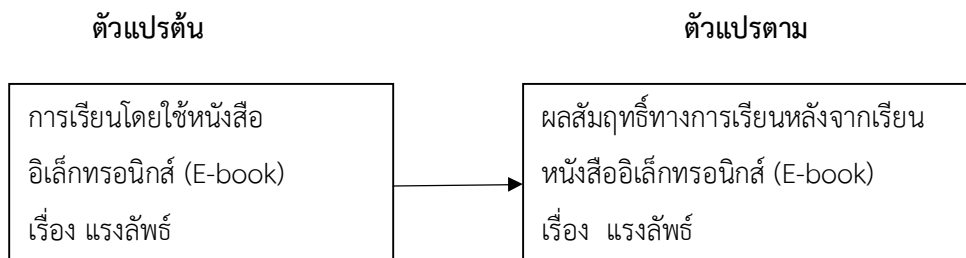 ตัวแปรต้น
ตัวแปรตาม
การเรียนโดยใช้หนังสือ
อิเล็กทรอนิกส์ (E-book)
เรื่อง แรงลัพธ์
ผลสัมฤทธิ์ทางการเรียนหลังจากเรียน
หนังสืออิเล็กทรอนิกส์ (E-book)
เรื่อง แรงลัพธ์